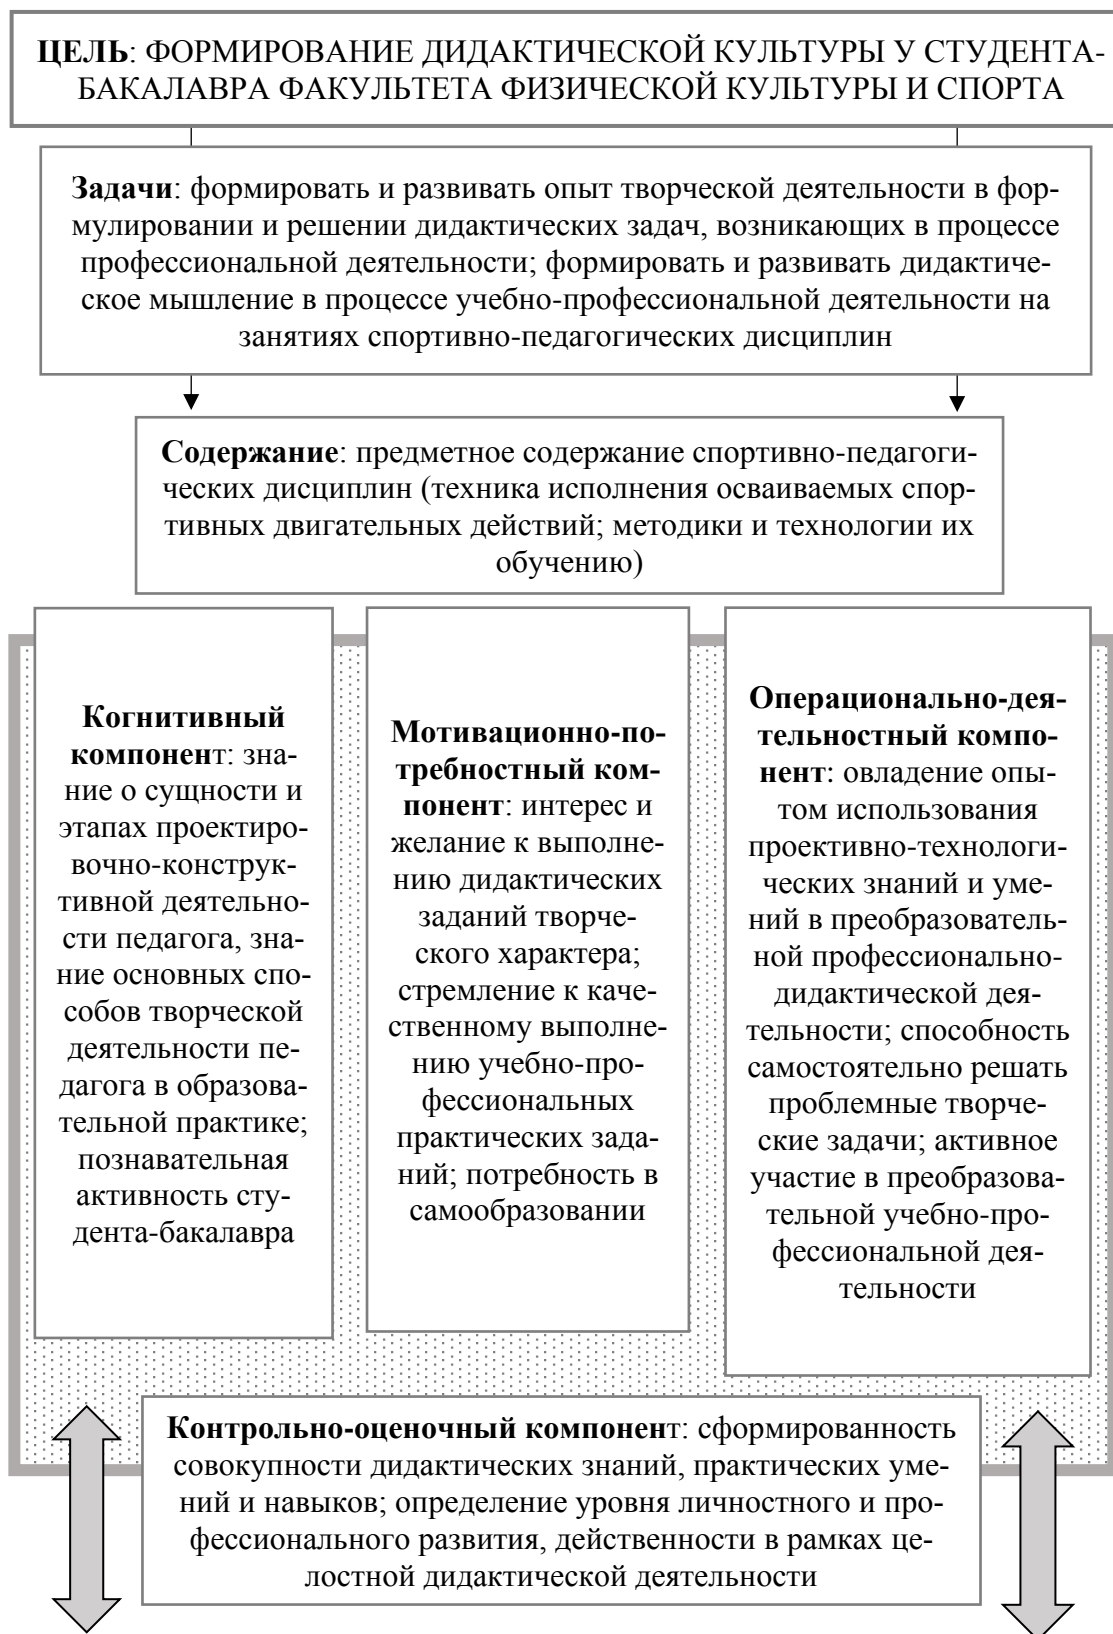 ЦЕЛЬ: ФОРМИРОВАНИЕ ДИДАКТИЧЕСКОЙ КУЛЬТУРЫ У СТУДЕНТА-
БАКАЛАВРА ФАКУЛЬТЕТА ФИЗИЧЕСКОЙ КУЛЬТУРЫ И СПОРТА
Задачи: формировать и развивать опыт творческой деятельности в фор-
мулировании и решении дидактических задач, возникающих в процессе
профессиональной деятельности; формировать и развивать дидактиче-
ское мышление в процессе учебно-профессиональной деятельности на
занятиях спортивно-педагогических дисциплин
Содержание: предметное содержание спортивно-педагоги-
ческих дисциплин (техника исполнения осваиваемых спор-
тивных двигательных действий; методики и технологии их
обучению)
Когнитивный
компонент: зна-
ние о сущности и
этапах проектиро-
вочно-конструк-
тивной деятельно-
сти педагога, зна-
ние основных спо-
собов творческой
деятельности пе-
дагога в образова-
тельной практике;
познавательная
активность сту-
дента-бакалавра
Мотивационно-по-
требностный ком-
понент: интерес и
желание к выполне-
нию дидактических
заданий творче-
ского характера;
стремление к каче-
ственному выполне-
нию учебно-про-
фессиональных
практических зада-
ний; потребность в
самообразовании
Операционально-дея-
тельностный компо-
нент: овладение опы-
том использования
проективно-технологи-
ческих знаний и уме-
ний в преобразователь-
ной профессионально-
дидактической дея-
тельности; способность
самостоятельно решать
проблемные творче-
ские задачи; активное
участие в преобразова-
тельной учебно-про-
фессиональной дея-
тельности
Контрольно-оценочный компонент: сформированность
совокупности дидактических знаний, практических уме-
ний и навыков; определение уровня личностного и про-
фессионального развития, действенности в рамках це-
лостной дидактической деятельности